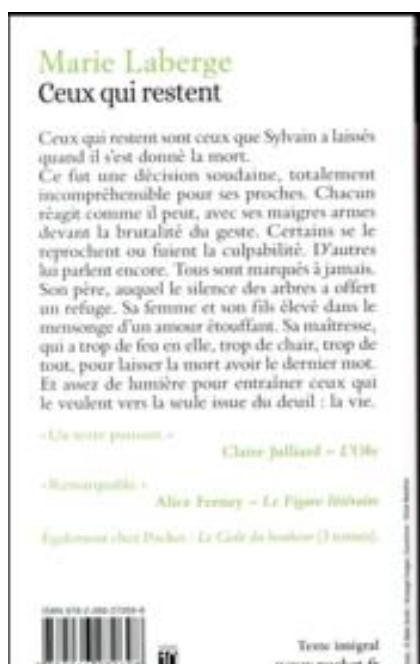 Marie Laberge
Ceux qui restent
Ceux qui restent sont ceux que Sylvain a laissés
quand il s'est donné la mort.
Ce fut une décision soudaine, totalement
incompréhensible pour ses proches. Chacun
réagit comme il peut, avec ses maigres armes
devant la brutalité du geste. Certains se le
reprochent ou fuient la culpabilité. D'autres
lui parlent encore. Tous sont marqués à jamais.
Son père, auquel le silence des arbres a offert
un refuge. Sa femme et son fils élevé dans le
mensonge d'un amour étouffant. Sa maîtresse,
qui a trop de feu en elle, trop de chair, trop de
tout, pour laisser la mort avoir le dernier mot.
Et assez de lumière pour entraîner ceux qui
le veulent vers la seule issue du deuil : la vie.
« Un texte puissant. »
Claire Julliard – L'Obs
« Remarquable. »
Alice Ferney – Le Figaro littéraire
Également chez Pocket : Le Goût du bonheur (3 tomes).
Texte intégral
www.pocket.fr